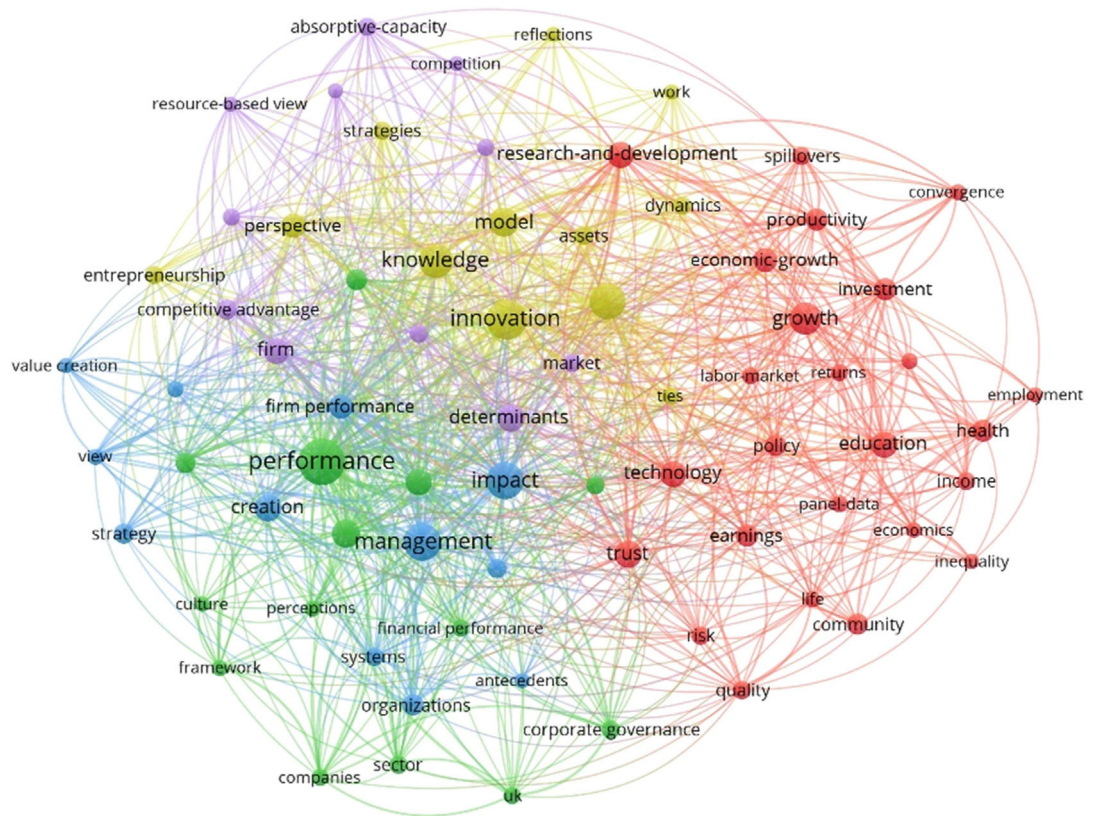 absorptive-capacity
reflections
competition
work
resource-based view
strategies
research-and-development
spillovers
convergence
dynamics
productivity
model
perspective
assets
knowledge
economic-growth
entrepreneurship
investment
competitive advantage
innovation
growth
firm
market
value creation
labor-market
returns
ties
employment
firm performance
determinants
health
policy
education
view
performance
technology
impact
income
panel-data
creation
strategy
economics
earnings
management
trust
inequality
life
culture
perceptions
community
financial performance
risk
systems
framework
antecedents
quality
organizations
corporate governance
sector
companies
uk